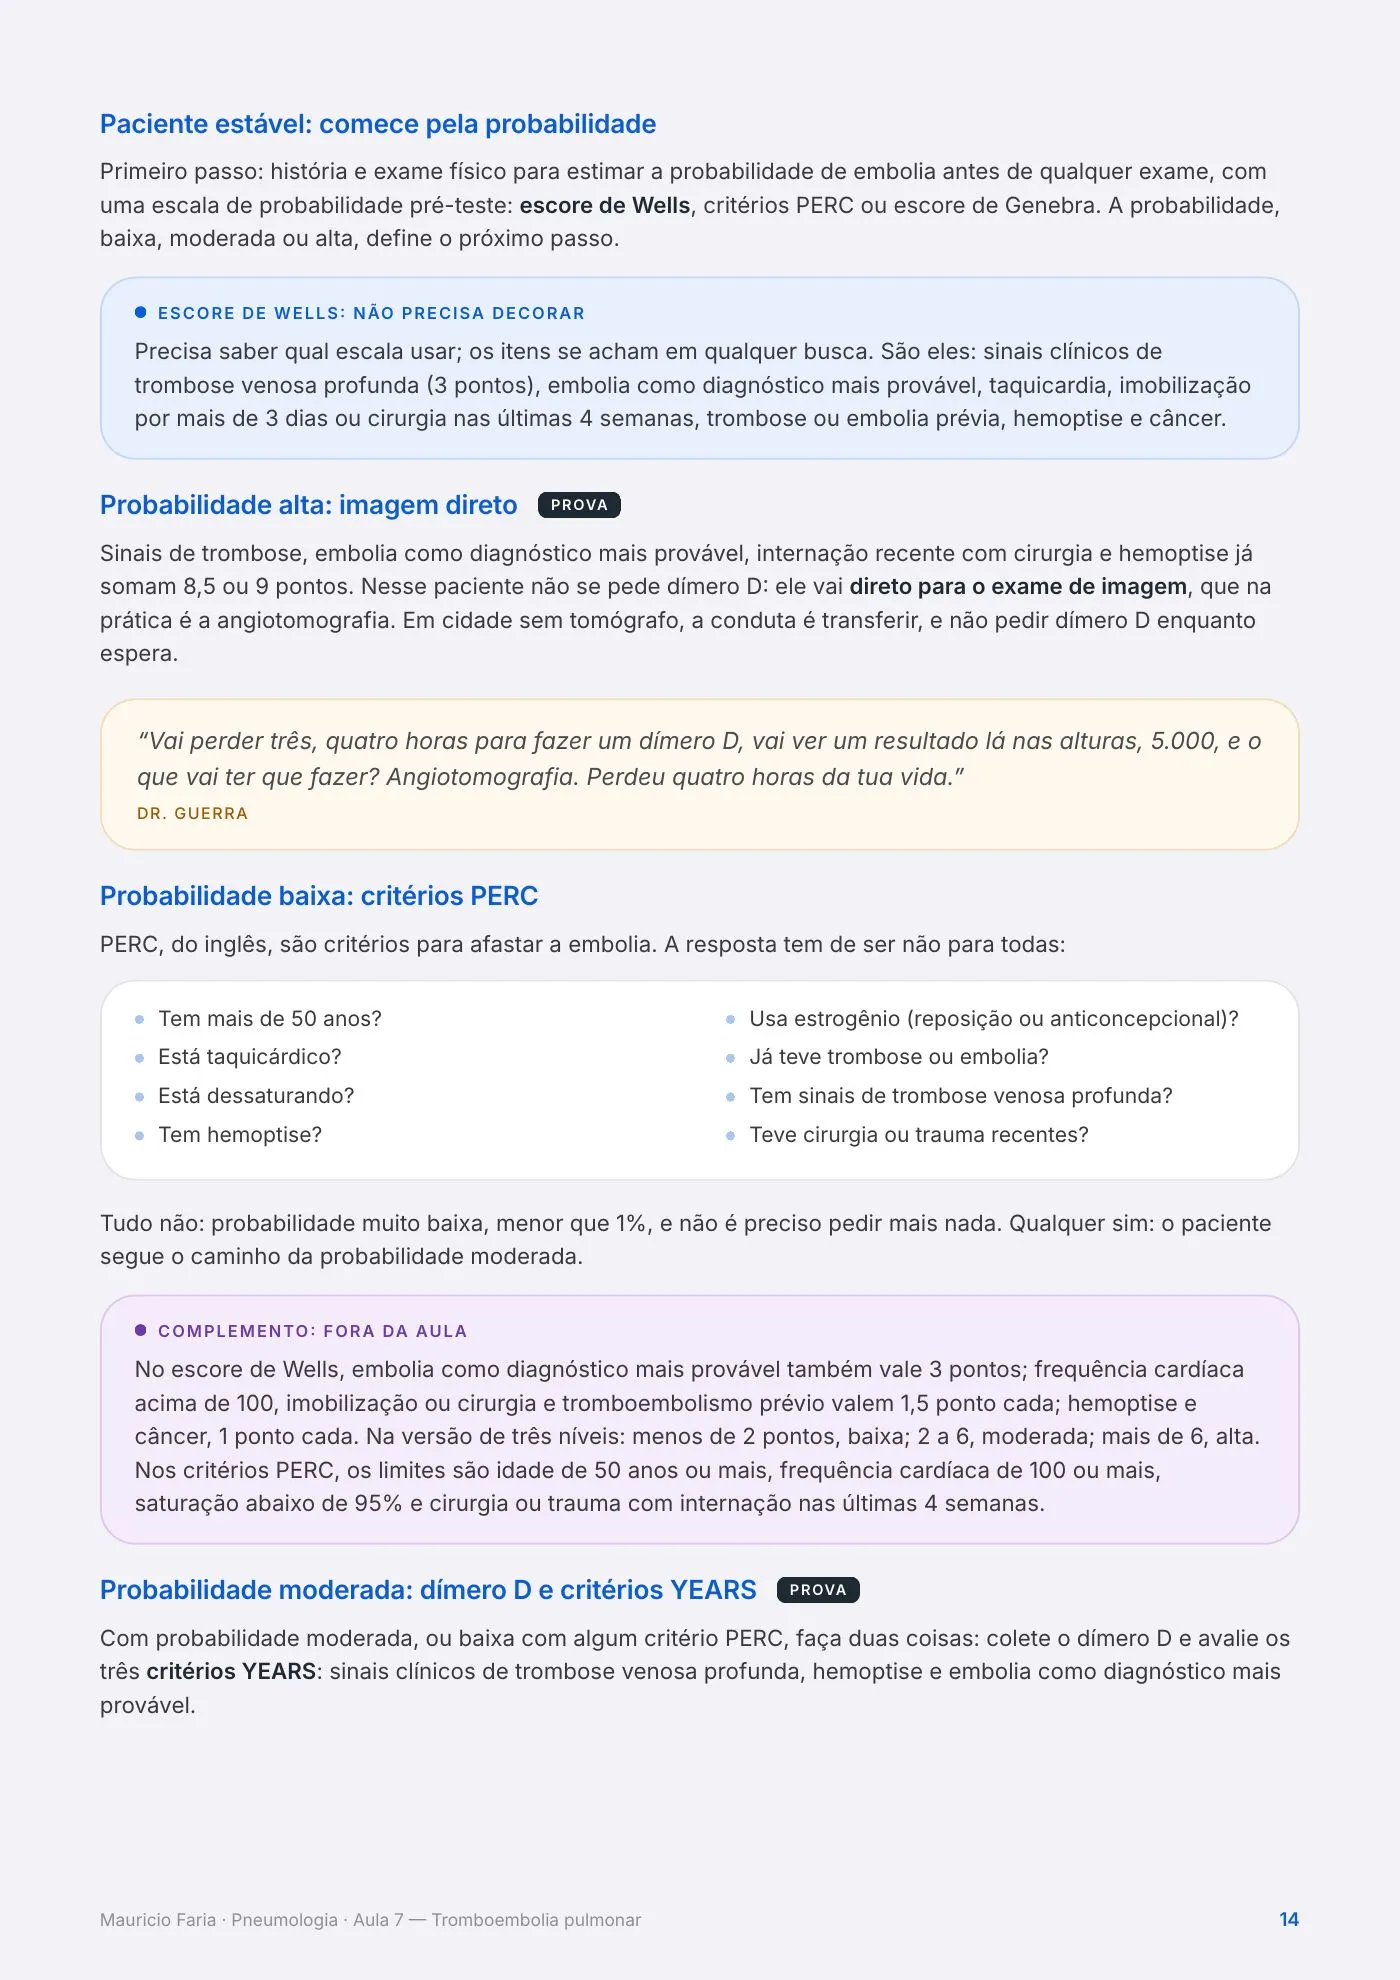 Paciente estável: comece pela probabilidade
Primeiro passo: história e exame físico para estimar a probabilidade de embolia antes de qualquer exame, com
uma escala de probabilidade pré-teste: escore de Wells, critérios PERC ou escore de Genebra. A probabilidade,
baixa, moderada ou alta, define o próximo passo.
ESCORE DE WELLS: NÃO PRECISA DECORAR
Precisa saber qual escala usar; os itens se acham em qualquer busca. São eles: sinais clínicos de
trombose venosa profunda (3 pontos), embolia como diagnóstico mais provável, taquicardia, imobilização
por mais de 3 dias ou cirurgia nas últimas 4 semanas, trombose ou embolia prévia, hemoptise e câncer.
Probabilidade alta: imagem direto PROVA
Sinais de trombose, embolia como diagnóstico mais provável, internação recente com cirurgia e hemoptise já
somam 8,5 ou 9 pontos. Nesse paciente não se pede dímero D: ele vai direto para o exame de imagem, que na
prática é a angiotomografia. Em cidade sem tomógrafo, a conduta é transferir, e não pedir dímero D enquanto
espera.
“Vai perder três, quatro horas para fazer um dímero D, vai ver um resultado lá nas alturas, 5.000, e o
que vai ter que fazer? Angiotomografia. Perdeu quatro horas da tua vida.”
DR. GUERRA
Probabilidade baixa: critérios PERC
PERC, do inglês, são critérios para afastar a embolia. A resposta tem de ser não para todas:
Tem mais de 50 anos?
Está taquicárdico?
Está dessaturando?
Tem hemoptise?
Usa estrogênio (reposição ou anticoncepcional)?
Já teve trombose ou embolia?
Tem sinais de trombose venosa profunda?
Teve cirurgia ou trauma recentes?
Tudo não: probabilidade muito baixa, menor que 1%, e não é preciso pedir mais nada. Qualquer sim: o paciente
segue o caminho da probabilidade moderada.
COMPLEMENTO: FORA DA AULA
No escore de Wells, embolia como diagnóstico mais provável também vale 3 pontos; frequência cardíaca
acima de 100, imobilização ou cirurgia e tromboembolismo prévio valem 1,5 ponto cada; hemoptise e
câncer, 1 ponto cada. Na versão de três níveis: menos de 2 pontos, baixa; 2 a 6, moderada; mais de 6, alta.
Nos critérios PERC, os limites são idade de 50 anos ou mais, frequência cardíaca de 100 ou mais,
saturação abaixo de 95% e cirurgia ou trauma com internação nas últimas 4 semanas.
Probabilidade moderada: dímero D e critérios YEARS PROVA
Com probabilidade moderada, ou baixa com algum critério PERC, faça duas coisas: colete o dímero D e avalie os
três critérios YEARS: sinais clínicos de trombose venosa profunda, hemoptise e embolia como diagnóstico mais
provável.
Mauricio Faria · Pneumologia · Aula 7 — Tromboembolia pulmonar 14